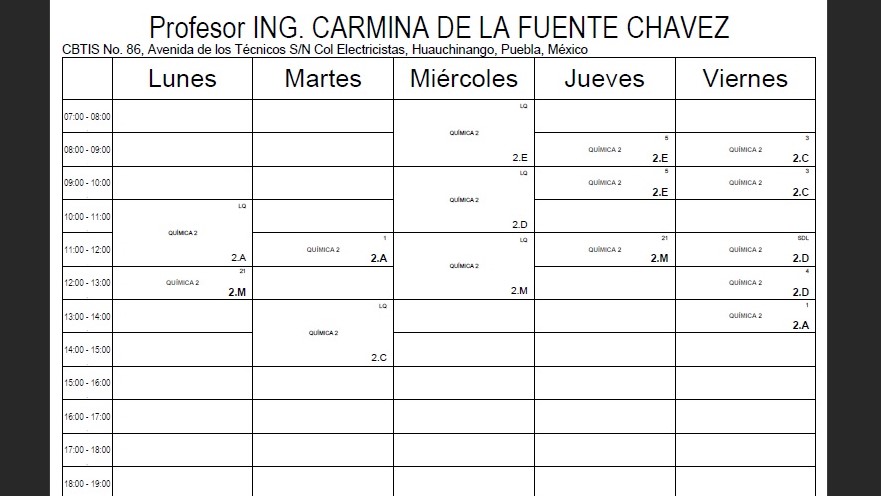 Profesor ING. CARMINA DE LA FUENTE CHAVEZ
CBTIS No. 86, Avenida de los Técnicos S/N Col Electricistas, Huauchinango, Puebla, México
Lunes Martes Miércoles Jueves Viernes
07:00 - 08:00
LQ
QUÍMICA 2
2.E
08:00 - 09:00
5
QUÍMICA 2
2.E
3
QUÍMICA 2
2.C
09:00 - 10:00
LQ
QUÍMICA 2
2.D
5
QUÍMICA 2
2.E
3
QUÍMICA 2
2.C
10:00 - 11:00
LQ
QUÍMICA 2
2.A
11:00 - 12:00
1
QUÍMICA 2
2.A
LQ
QUÍMICA 2
2.M
21
QUÍMICA 2
2.M
SDL
QUÍMICA 2
2.D
12:00 - 13:00
21
QUÍMICA 2
2.M
4
QUÍMICA 2
2.D
13:00 - 14:00
LQ
QUÍMICA 2
2.C
1
QUÍMICA 2
2.A
14:00 - 15:00
15:00 - 16:00
16:00 - 17:00
17:00 - 18:00
18:00 - 19:00